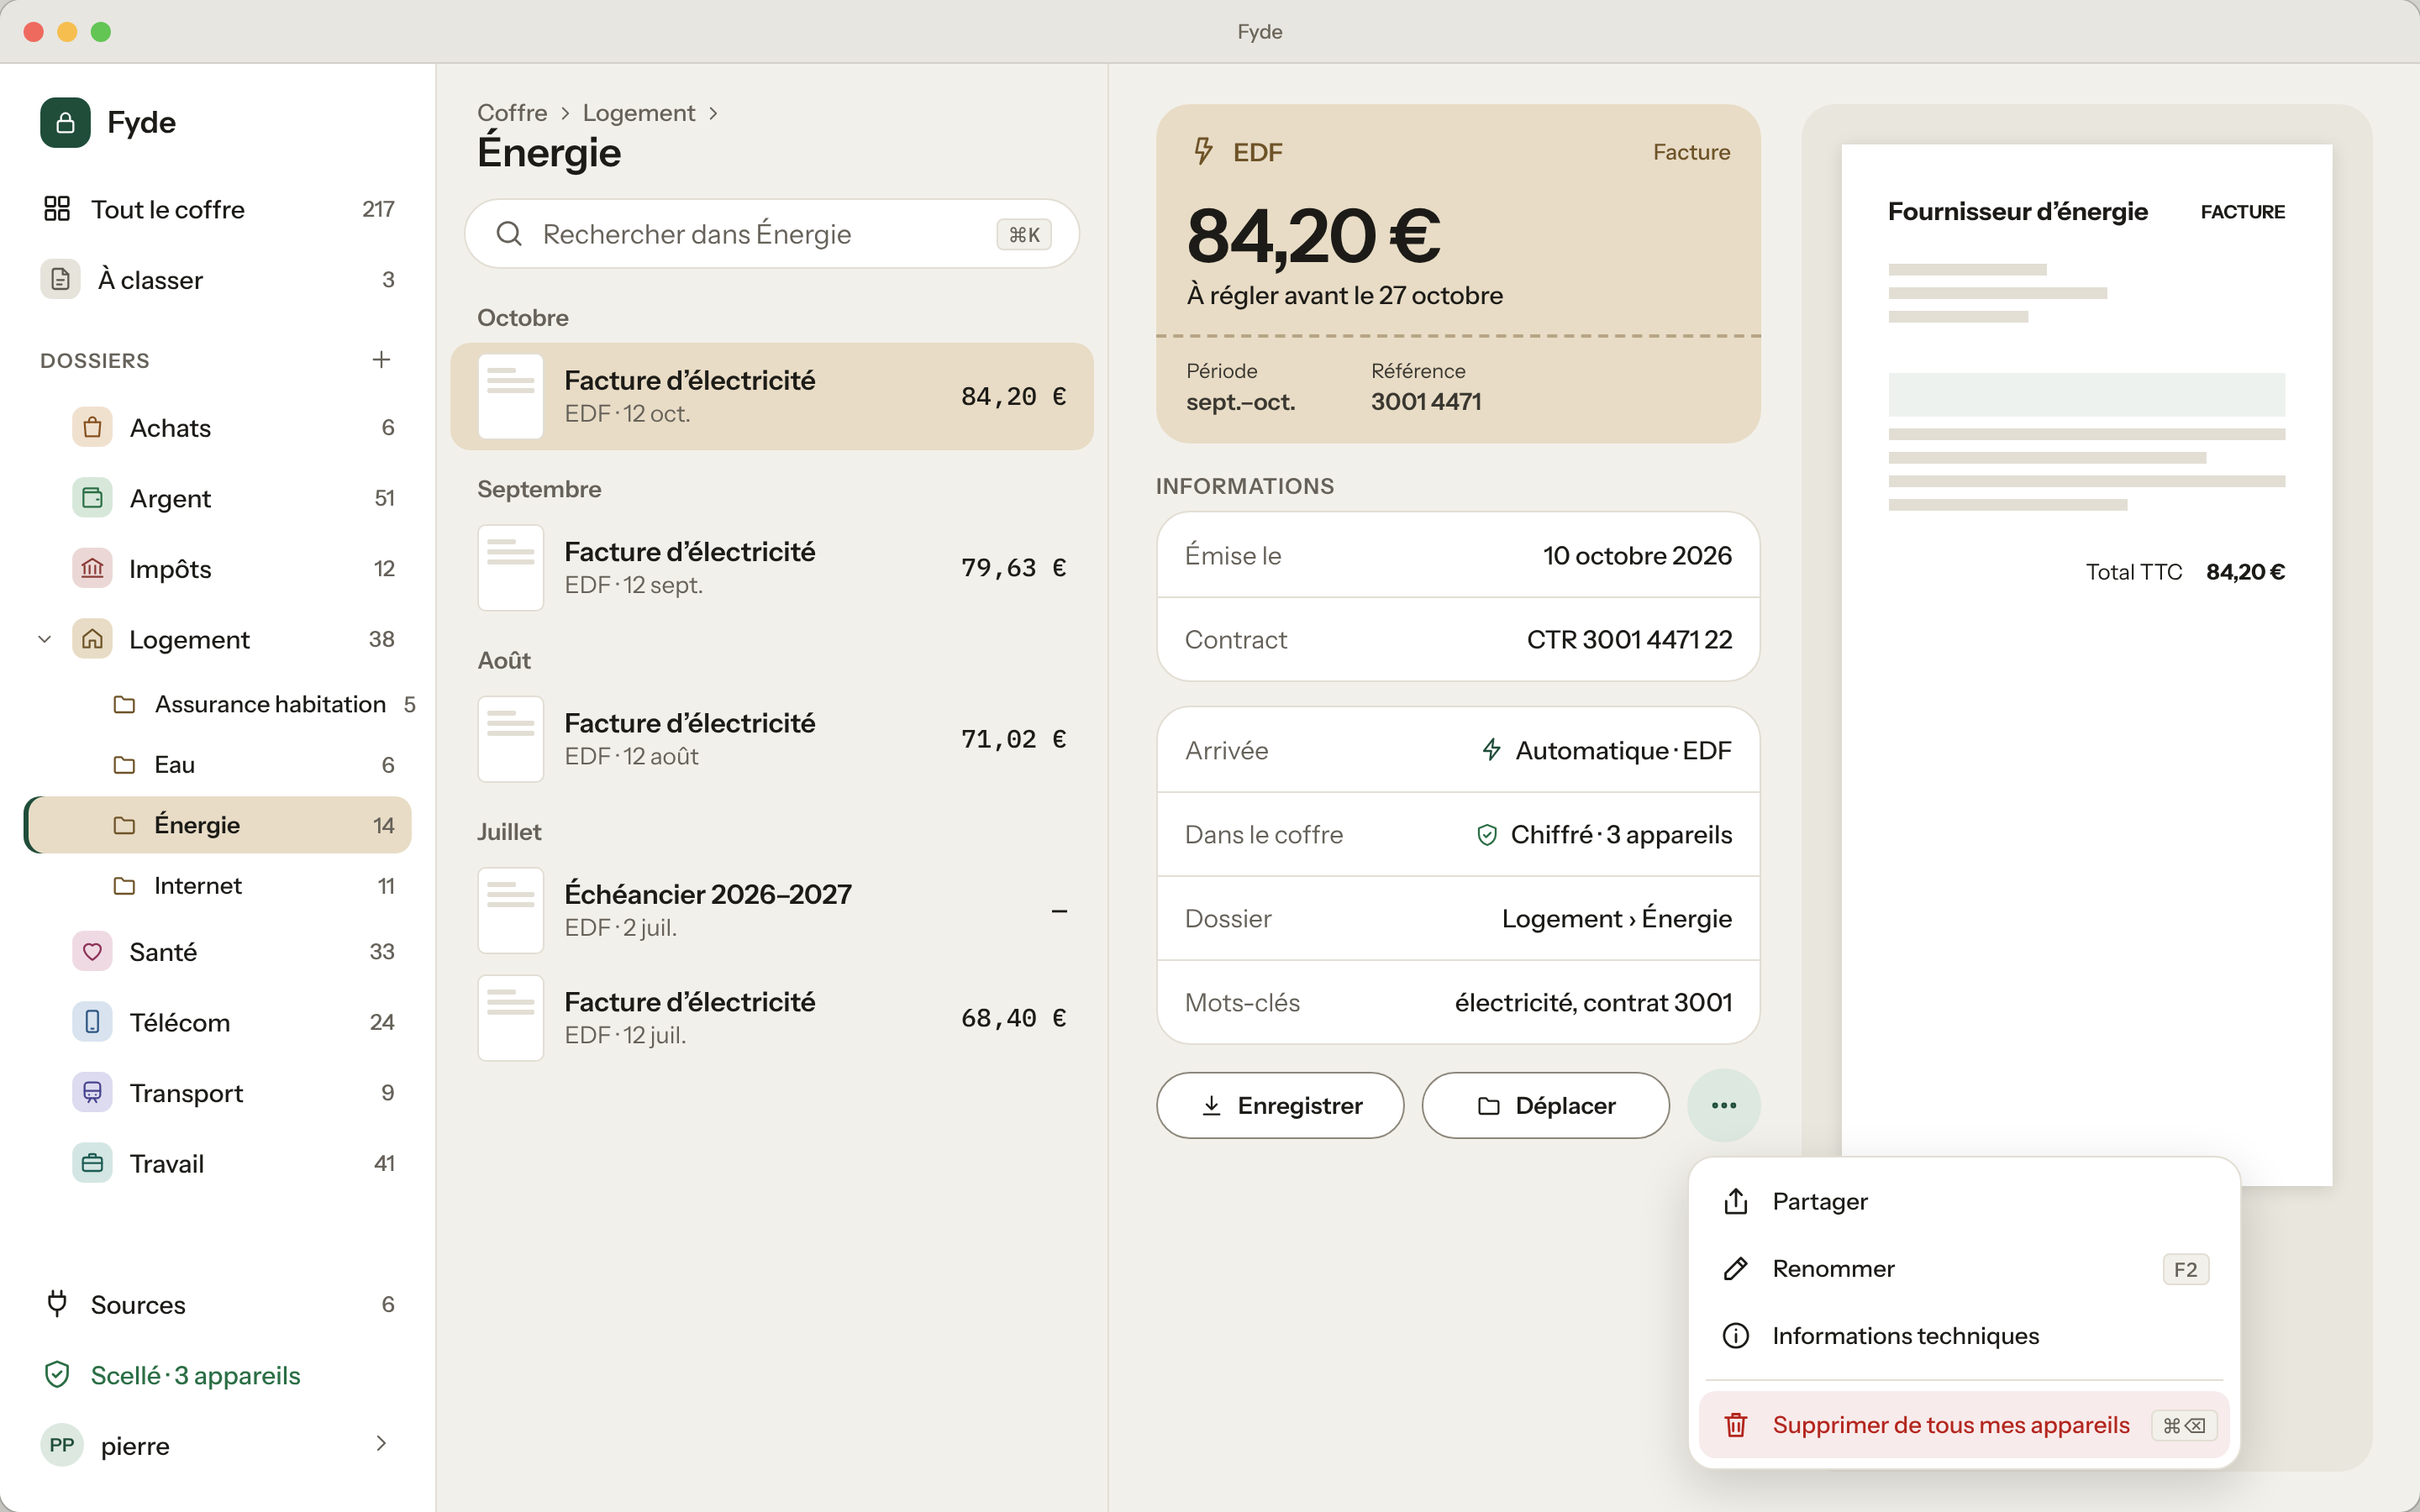 Fyde
Fyde
Tout le coffre 217
À classer 3
DOSSIERS
Achats 6
Argent 51
Impôts 12
Logement 38
Assurance habitation 5
Eau 6
Énergie 14
Internet 11
Santé 33
Télécom 24
Transport 9
Travail 41
Sources 6
Scellé · 3 appareils
PP pierre
Coffre › Logement ›
Énergie
Rechercher dans Énergie ⌘K
Octobre
Facture d’électricité
EDF · 12 oct.
84,20 €
Septembre
Facture d’électricité
EDF · 12 sept.
79,63 €
Août
Facture d’électricité
EDF · 12 août
71,02 €
Juillet
Échéancier 2026–2027
EDF · 2 juil.
–
Facture d’électricité
EDF · 12 juil.
68,40 €
EDF Facture
84,20 €
À régler avant le 27 octobre
Période Référence
sept.–oct. 3001 4471
INFORMATIONS
Émise le 10 octobre 2026
Contract CTR 3001 4471 22
Arrivée Automatique · EDF
Dans le coffre Chiffré · 3 appareils
Dossier Logement › Énergie
Mots-clés électricité, contrat 3001
Enregistrer Déplacer
Fournisseur d’énergie FACTURE
Total TTC 84,20 €
Partager
Renommer F2
Informations techniques
Supprimer de tous mes appareils ⌘⌫